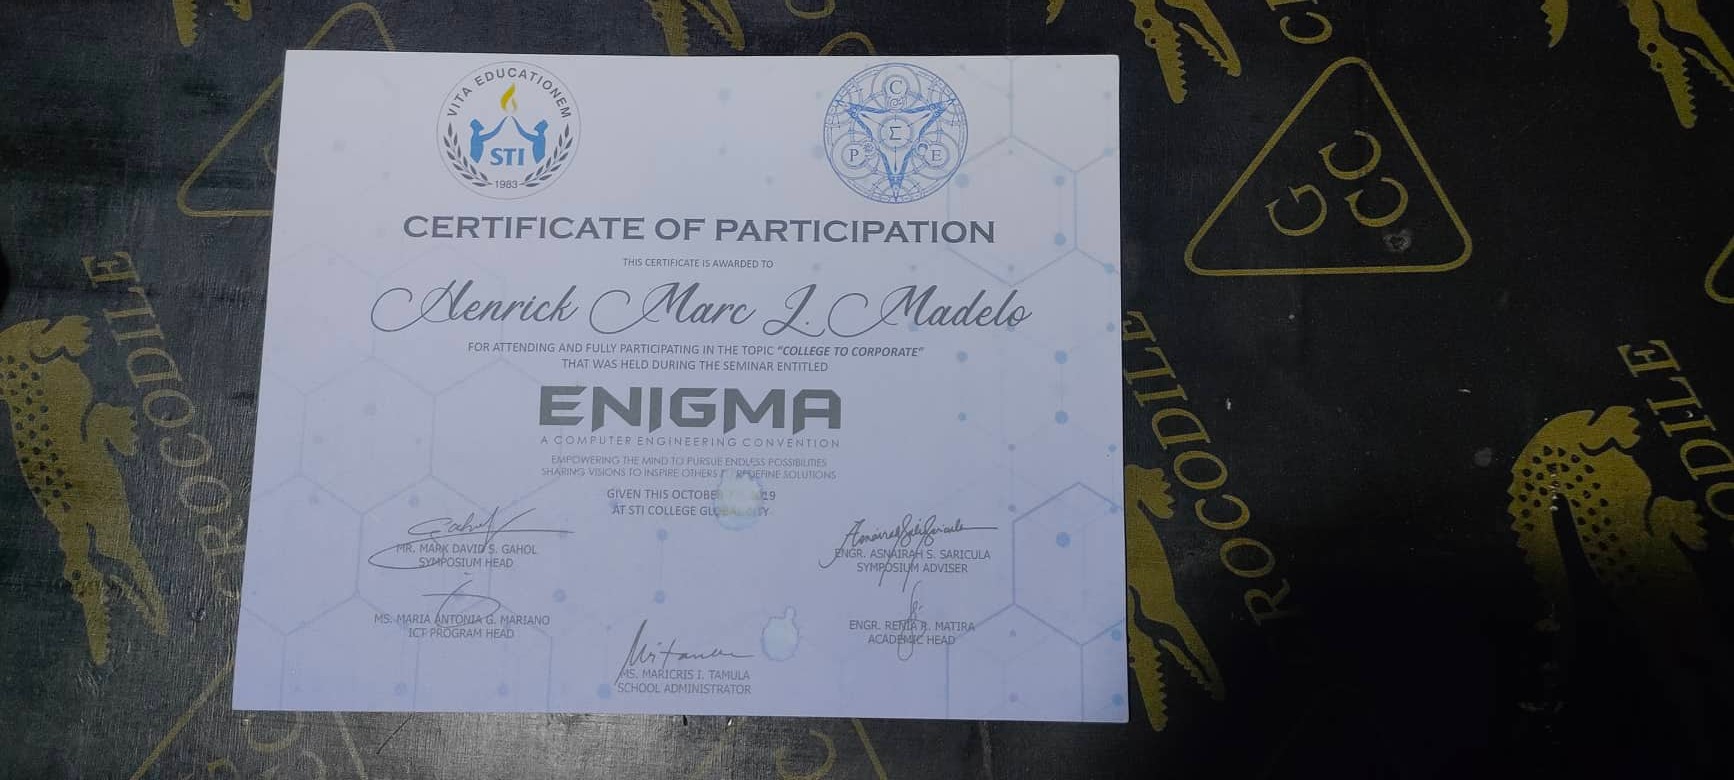 VITA EDUCATIONEM
STI
1983
C
Σ
P E
CERTIFICATE OF PARTICIPATION
THIS CERTIFICATE IS AWARDED TO
Henrick Marc L. Madelo
FOR ATTENDING AND FULLY PARTICIPATING IN THE TOPIC "COLLEGE TO CORPORATE"
THAT WAS HELD DURING THE SEMINAR ENTITLED
ENIGMA
A COMPUTER ENGINEERING CONVENTION
EMPOWERING THE MIND TO PURSUE ENDLESS POSSIBILITIES
SHARING VISIONS TO INSPIRE OTHERS REDEFINE SOLUTIONS
GIVEN THIS OCTOBER 2019
AT STI COLLEGE GLOBAL CITY
MR. MARK DAVID S. GAHOL
SYMPOSIUM HEAD
ENGR. ASNAIRAH S. SARICULA
SYMPOSIUM ADVISER
MS. MARIA ANTONIA G. MARIANO
ICT PROGRAM HEAD
ENGR. RENIA R. MATIRA
ACADEMIC HEAD
MS. MARICRIS I. TAMULA
SCHOOL ADMINISTRATOR
CROCODILE
GC
CC
ROCODILE
ODILE